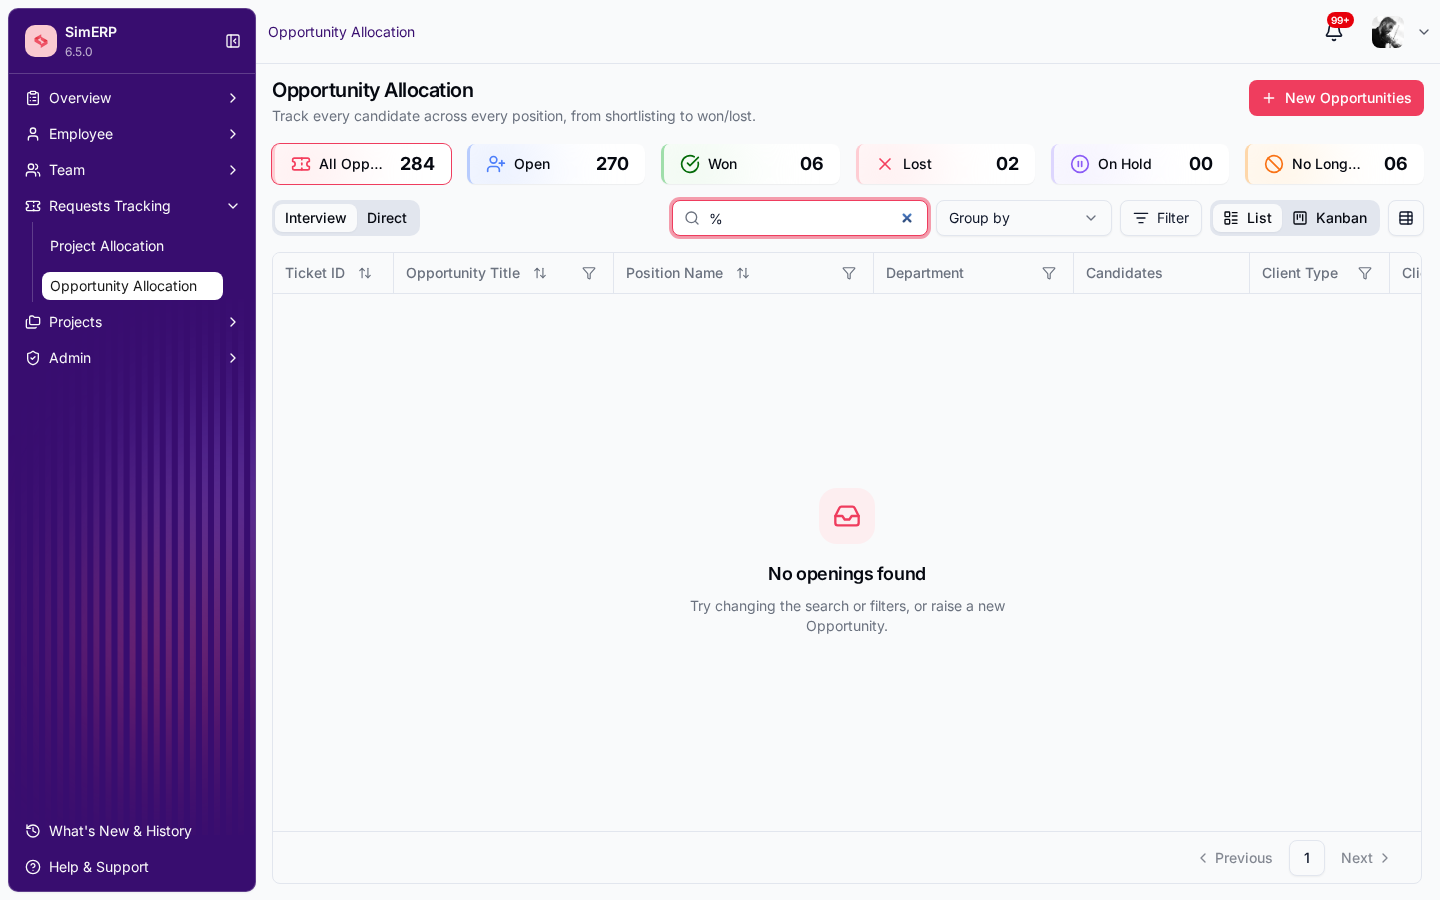 SimERP
6.5.0
Overview
Employee
Team
Requests Tracking
Project Allocation
Opportunity Allocation
Projects
Admin
What's New & History
Help & Support
Opportunity Allocation
99+
Opportunity Allocation
Track every candidate across every position, from shortlisting to won/lost.
New Opportunities
All Opp... 284
Open 270
Won 06
Lost 02
On Hold 00
No Long... 06
Interview Direct
%
Group by
Filter
List
Kanban
Ticket ID Opportunity Title Position Name Department Candidates Client Type Cli
No openings found
Try changing the search or filters, or raise a new
Opportunity.
Previous 1 Next